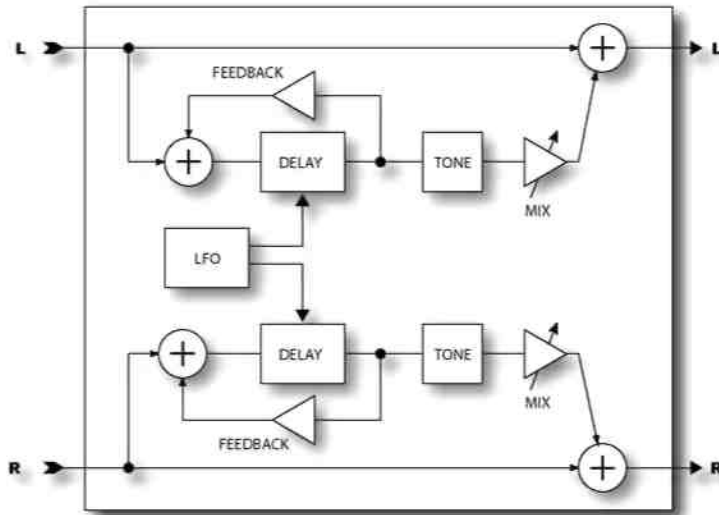 L
L
FEEDBACK
DELAY
TONE
MIX
LFO
DELAY
TONE
MIX
FEEDBACK
R
R